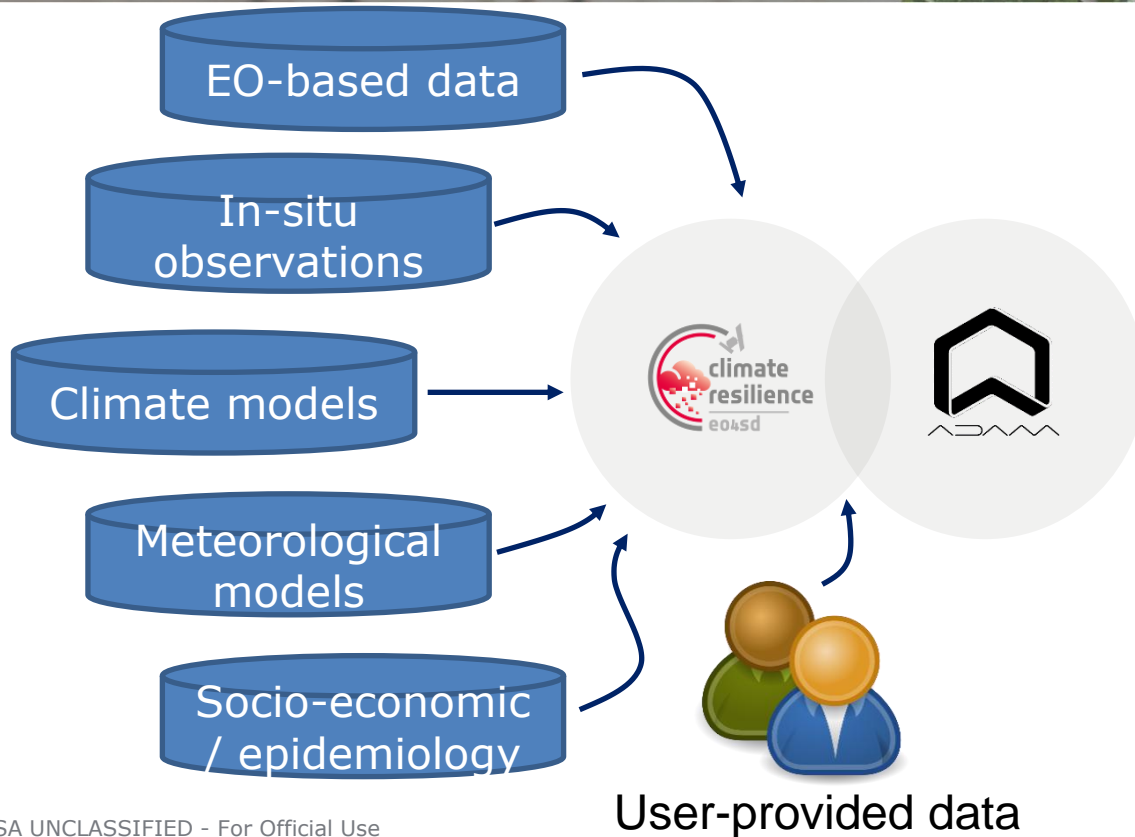 EO-based data
In-situ
observations
Climate models
Meteorological
models
Socio-economic
/ epidemiology
climate
resilience
eo4sd
ADAM
User-provided data
SA UNCLASSIFIED - For Official Use